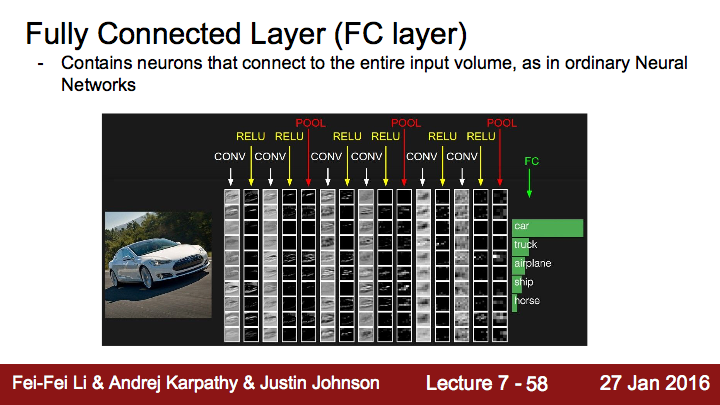 Fully Connected Layer (FC layer)
- Contains neurons that connect to the entire input volume, as in ordinary Neural
Networks
POOL POOL POOL
RELU RELU RELU RELU RELU RELU
CONV CONV CONV CONV CONV CONV
FC
car
truck
airplane
ship
horse
Fei-Fei Li & Andrej Karpathy & Justin Johnson Lecture 7 - 58 27 Jan 2016